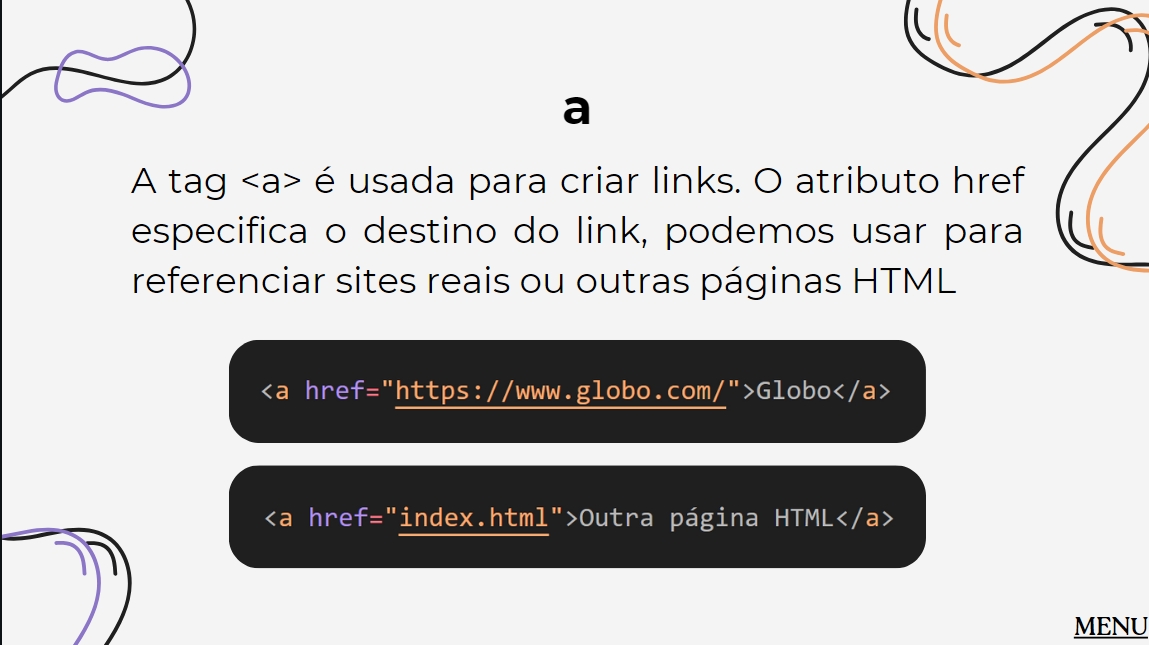 a
A tag <a> é usada para criar links. O atributo href
especifica o destino do link, podemos usar para
referenciar sites reais ou outras páginas HTML
<a href="https://www.globo.com/">Globo</a>
<a href="index.html">Outra página HTML</a>
MENU